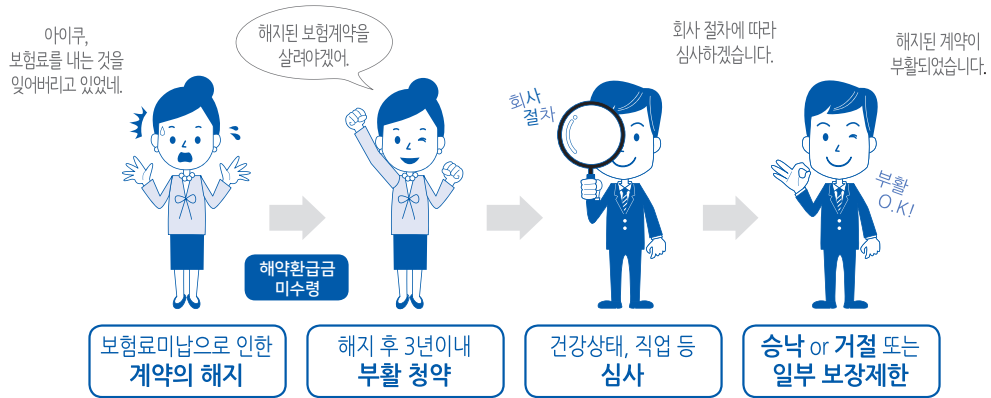 아이쿠,
보험료를 내는 것을
잊어버리고 있었네.
해지된 보험계약을
살려야겠어.
회사 절차에 따라
심사하겠습니다.
해지된 계약이
부활되었습니다.
회사
절차
부활
O.K!
해약환급금
미수령
보험료미납으로 인한
계약의 해지
해지 후 3년이내
부활 청약
건강상태, 직업 등
심사
승낙 or 거절 또는
일부 보장제한